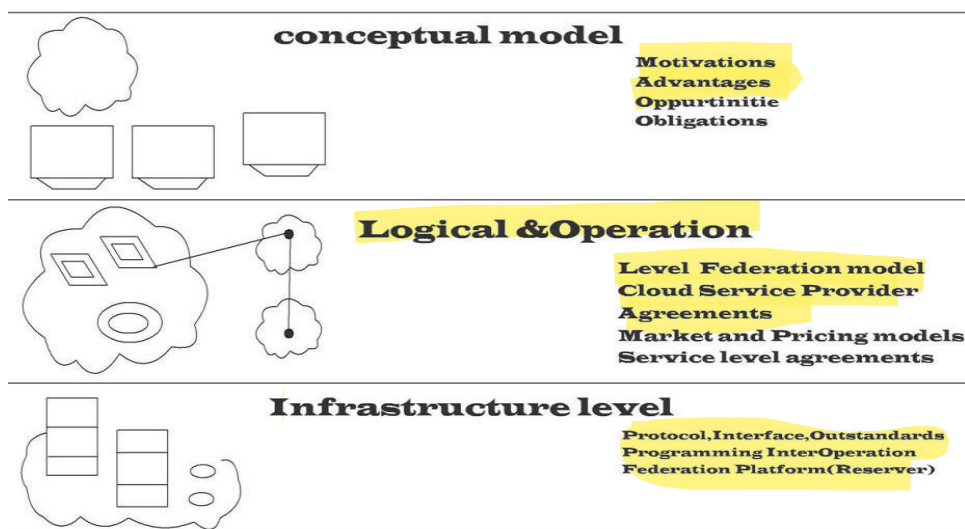 conceptual model
Motivations
Advantages
Oppurtinitie
Obligations
Logical &Operation
Level Federation model
Cloud Service Provider
Agreements
Market and Pricing models
Service level agreements
Infrastructure level
Protocol,Interface,Outstandards
Programming InterOperation
Federation Platform(Reserver)